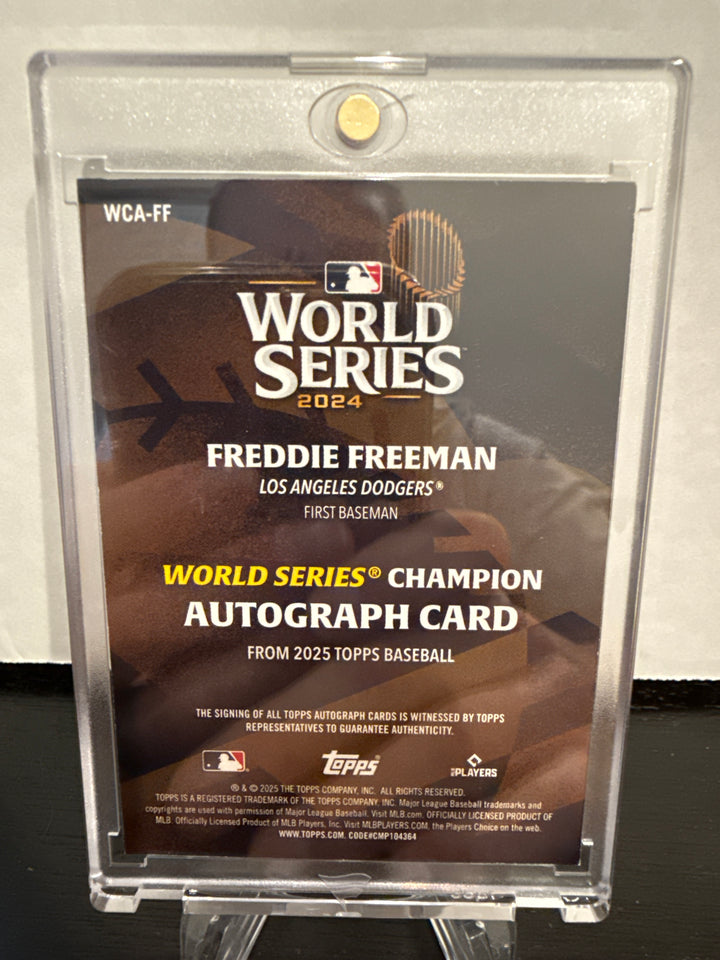 WCA-FF
WORLD
SERIES
2024
FREDDIE FREEMAN
LOS ANGELES DODGERS®
FIRST BASEMAN
WORLD SERIES® CHAMPION
AUTOGRAPH CARD
FROM 2025 TOPPS BASEBALL
THE SIGNING OF ALL TOPPS AUTOGRAPH CARDS IS WITNESSED BY TOPPS
REPRESENTATIVES TO GUARANTEE AUTHENTICITY.
Topps® PLAYERS
® & © 2025 THE TOPPS COMPANY, INC. ALL RIGHTS RESERVED.
TOPPS IS A REGISTERED TRADEMARK OF THE TOPPS COMPANY, INC. Major League Baseball trademarks and
copyrights are used with permission of Major League Baseball. Visit MLB.com. OFFICIALLY LICENSED PRODUCT OF
MLB Officially Licensed Product of MLB Players, Inc. Visit MLBPLAYERS.COM, the Players Choice on the web.
WWW.TOPPS.COM. CODE#CMP104364